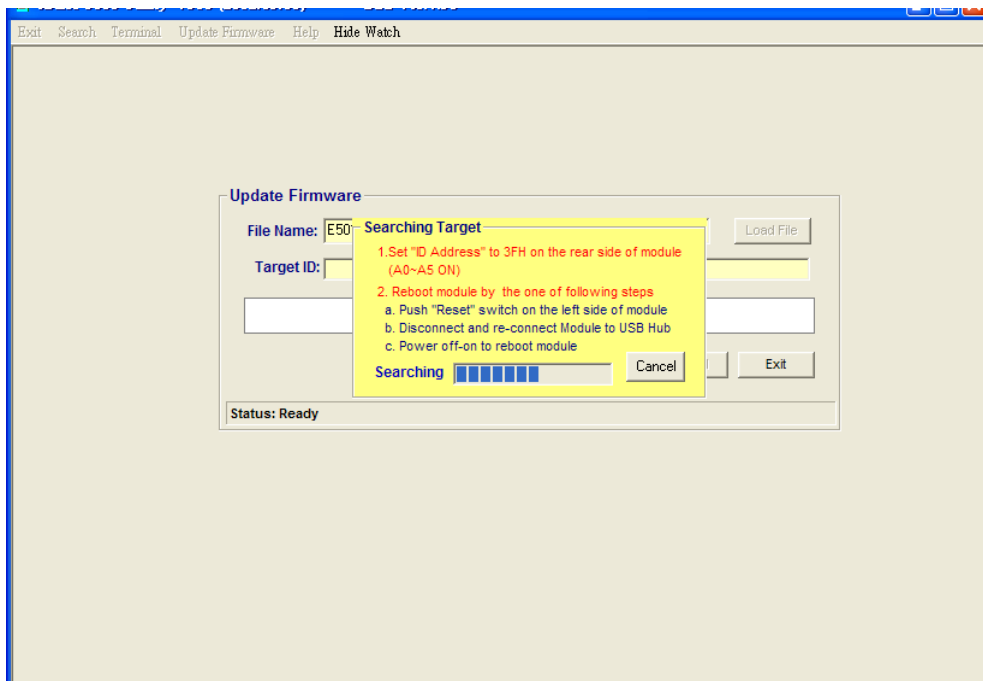 Exit Search Terminal Update Firmware Help Hide Watch
Update Firmware
File Name:
Load File
Searching Target
1.Set "ID Address" to 3FH on the rear side of module
(A0~A5 ON)
Target ID:
2. Reboot module by the one of following steps
a. Push "Reset" switch on the left side of module
b. Disconnect and re-connect Module to USB Hub
c. Power off-on to reboot module
Searching
Cancel
Exit
Status: Ready